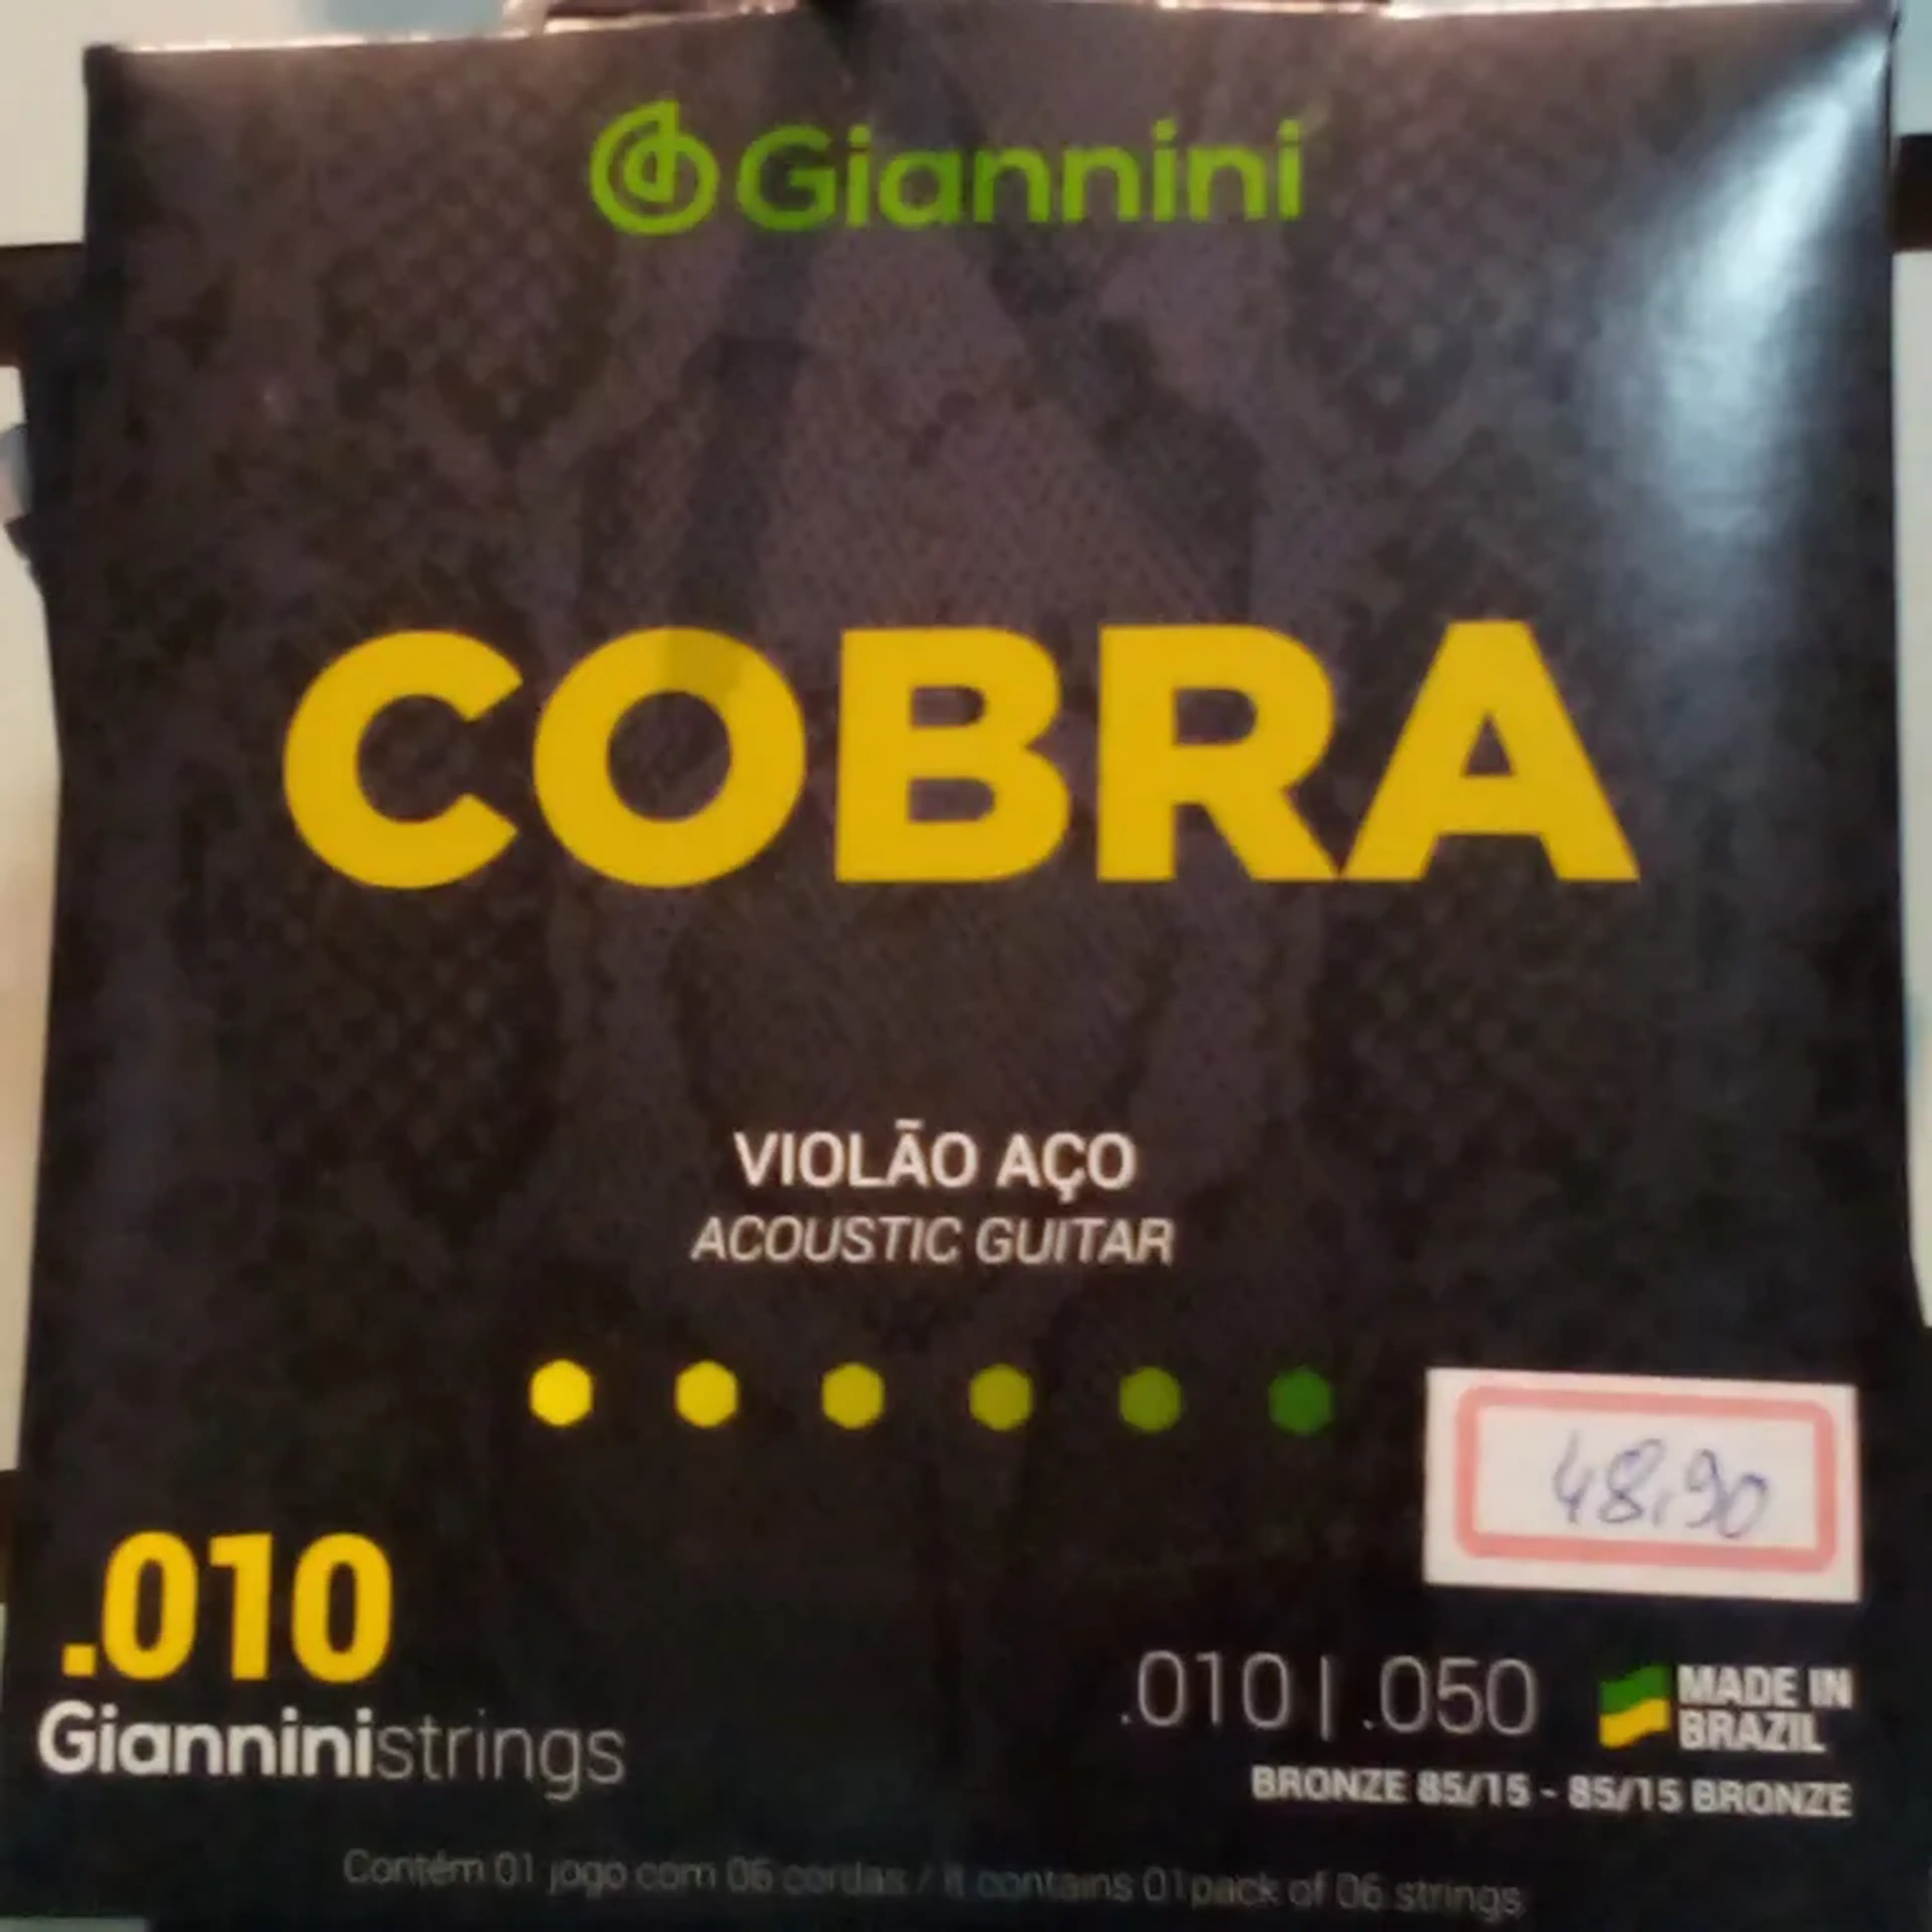 Giannini
COBRA
VIOLÃO AÇO
ACOUSTIC GUITAR
48,90
.010
Gianninistrings
.010 | .050
MADE IN
BRAZIL
BRONZE 85/15 - 85/15 BRONZE
Contém 01 jogo com 06 cordas / It contains 01 pack of 06 strings